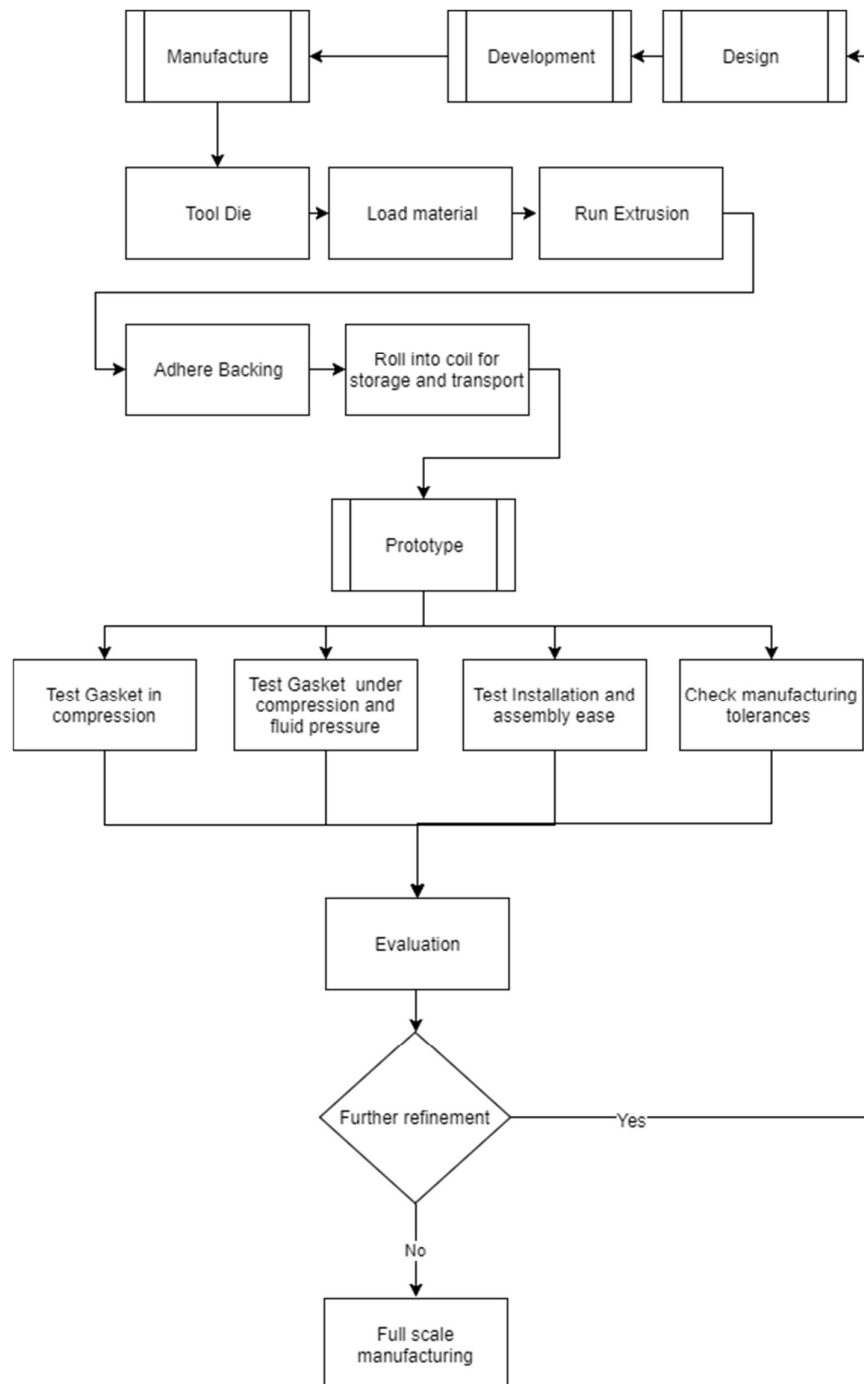 Manufacture
Development
Design
Tool Die
Load material
Run Extrusion
Adhere Backing
Roll into coil for
storage and transport
Prototype
Test Gasket in
compression
Test Gasket under
compression and
fluid pressure
Test Installation and
assembly ease
Check manufacturing
tolerances
Evaluation
Further refinement
Yes
No
Full scale
manufacturing